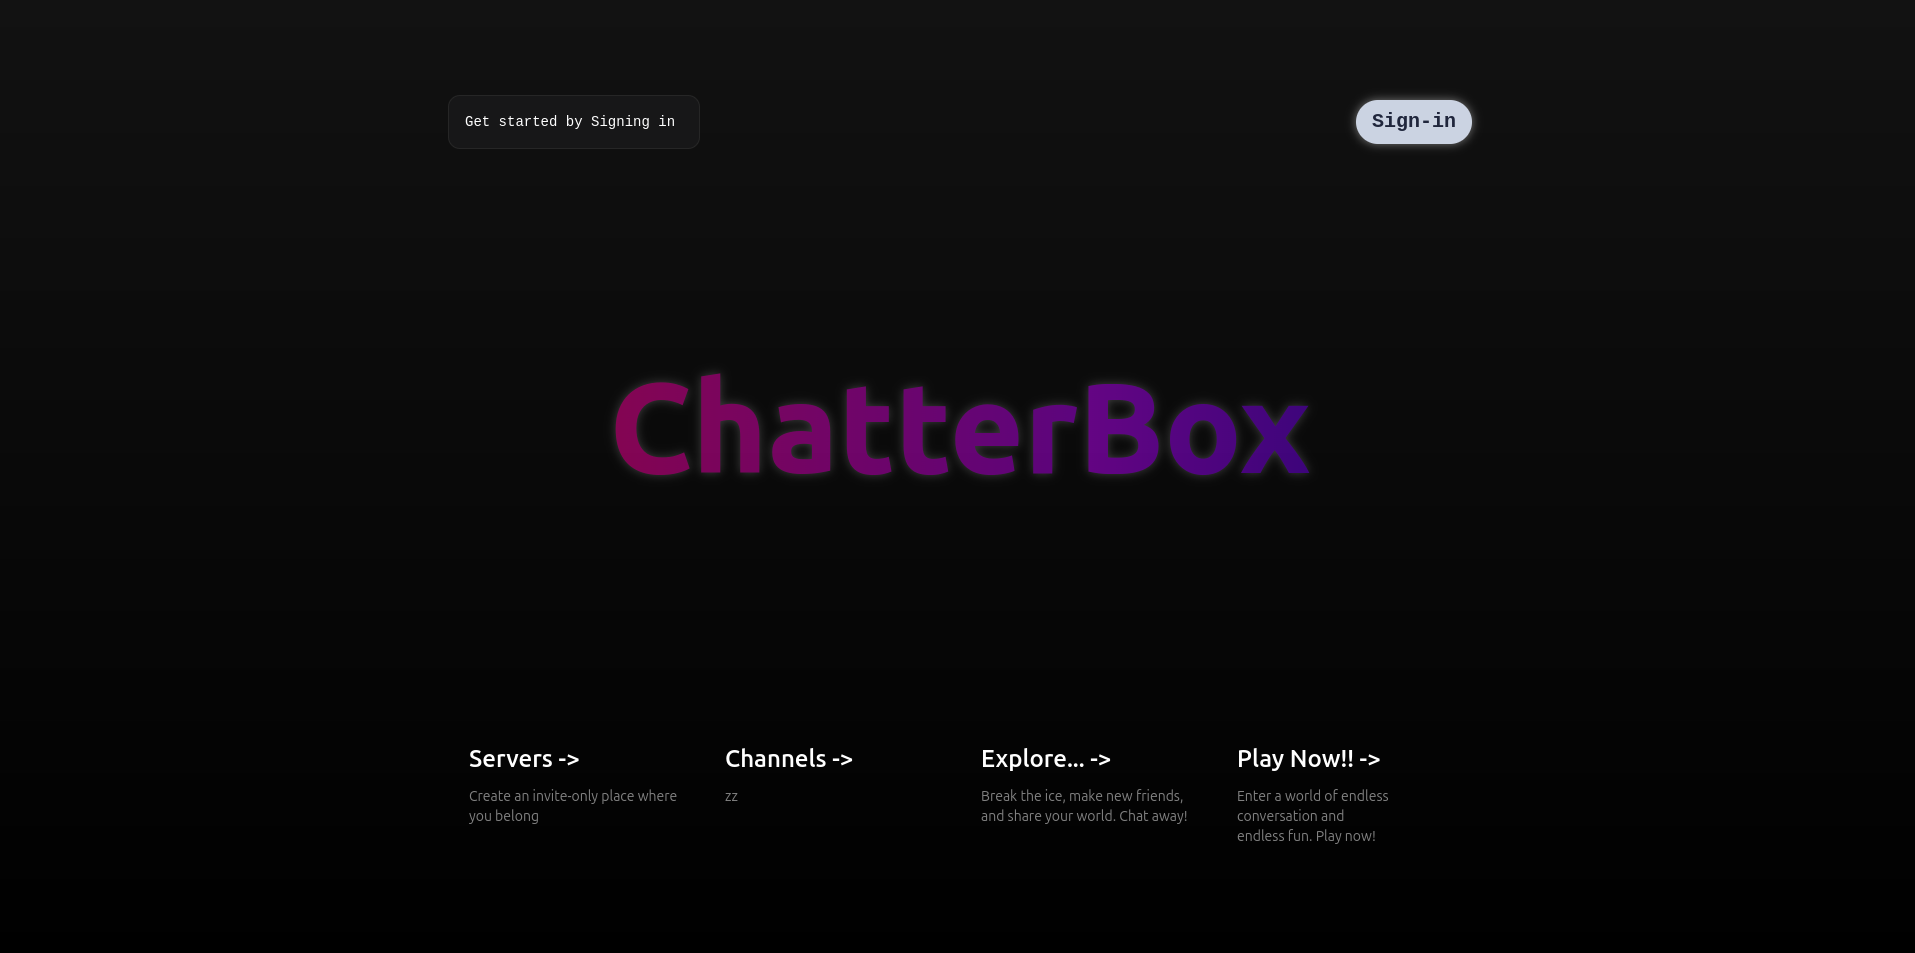 Get started by Signing in
Sign-in
ChatterBox
Servers ->
Create an invite-only place where
you belong
Channels ->
zz
Explore... ->
Break the ice, make new friends,
and share your world. Chat away!
Play Now!! ->
Enter a world of endless
conversation and
endless fun. Play now!